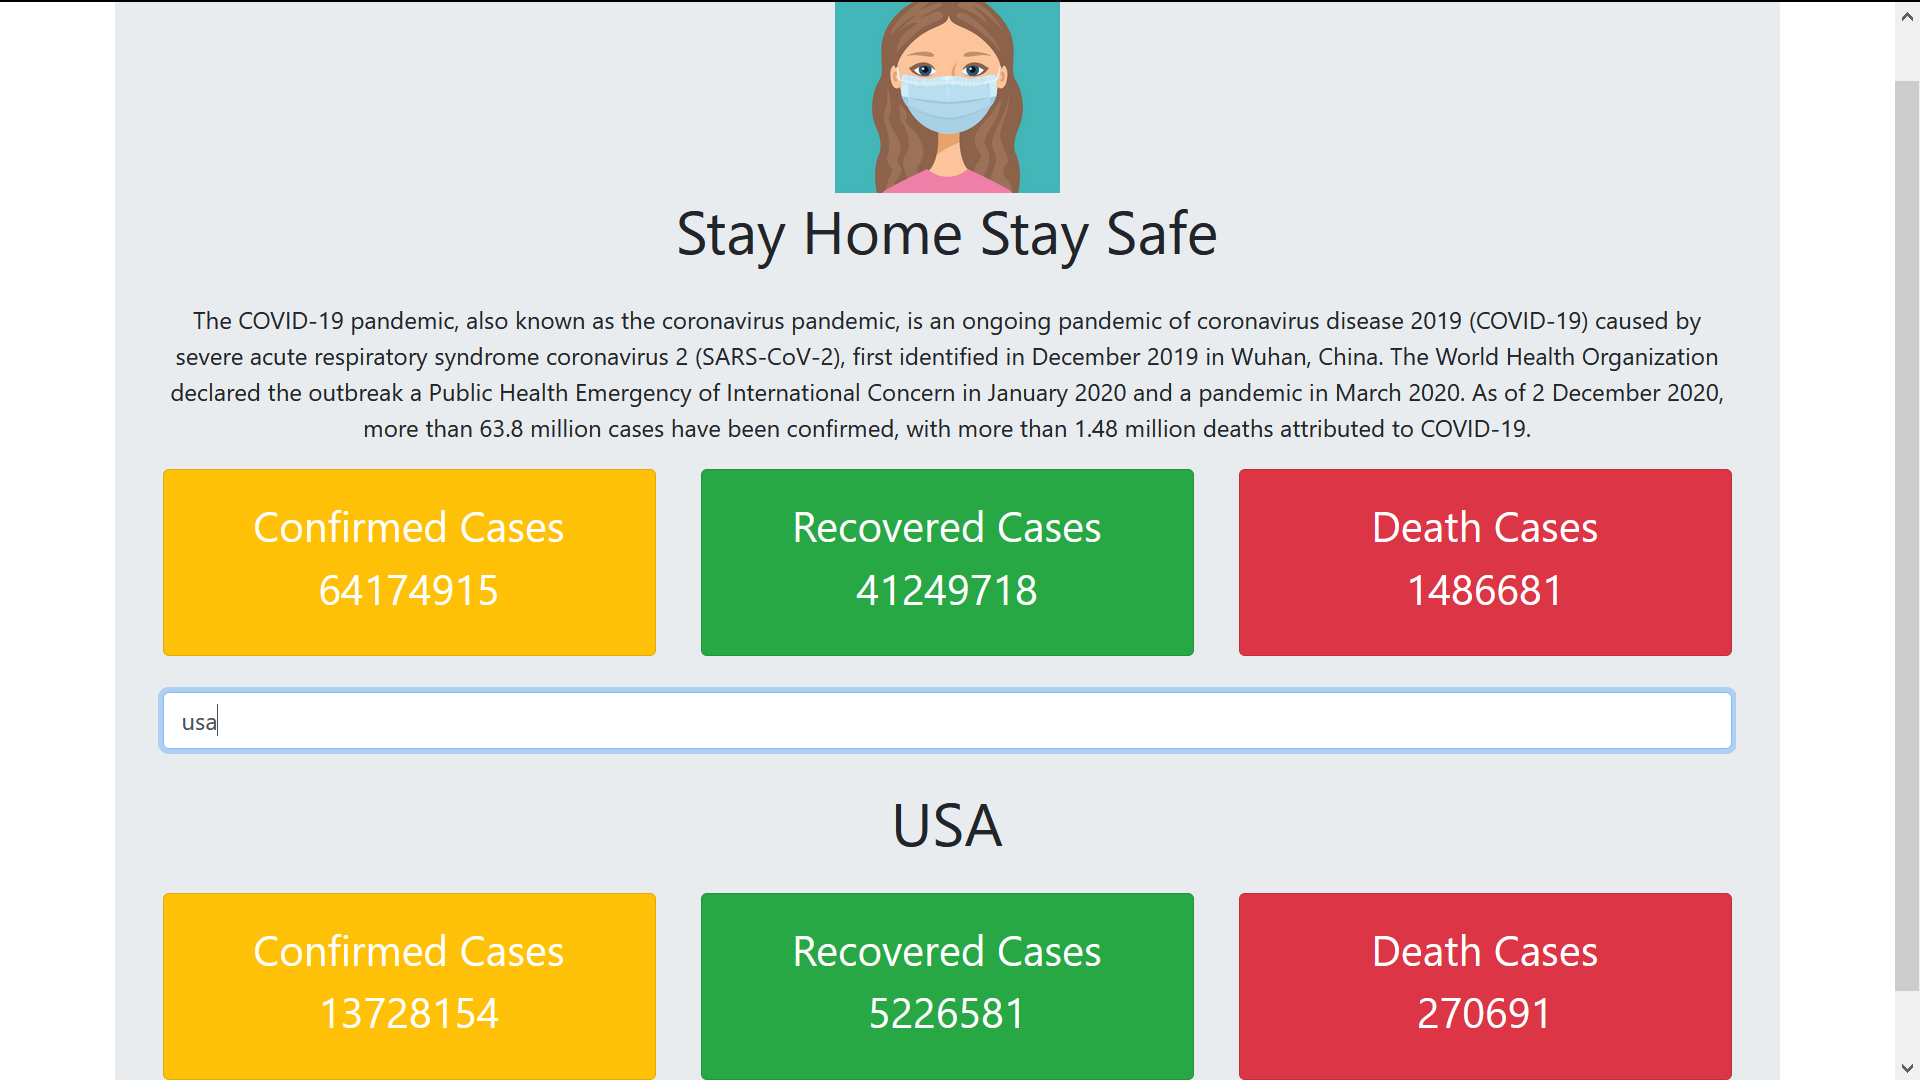 Stay Home Stay Safe
The COVID-19 pandemic, also known as the coronavirus pandemic, is an ongoing pandemic of coronavirus disease 2019 (COVID-19) caused by
severe acute respiratory syndrome coronavirus 2 (SARS-CoV-2), first identified in December 2019 in Wuhan, China. The World Health Organization
declared the outbreak a Public Health Emergency of International Concern in January 2020 and a pandemic in March 2020. As of 2 December 2020,
more than 63.8 million cases have been confirmed, with more than 1.48 million deaths attributed to COVID-19.
Confirmed Cases
64174915
Recovered Cases
41249718
Death Cases
1486681
usa
USA
Confirmed Cases
13728154
Recovered Cases
5226581
Death Cases
270691